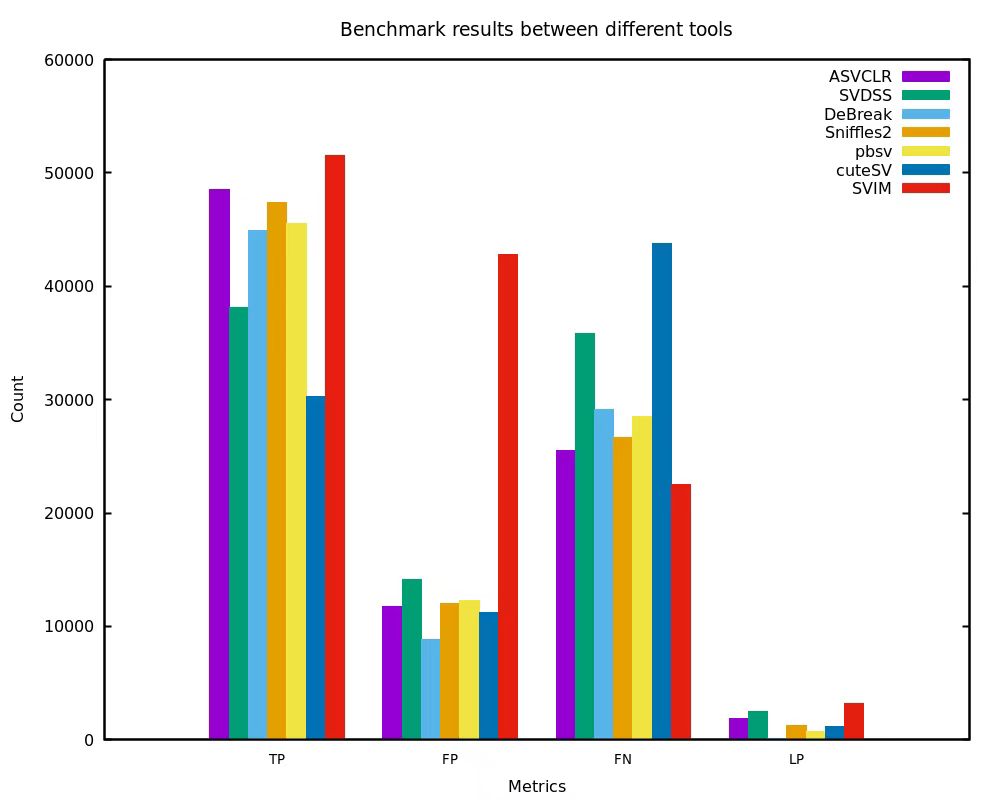 Benchmark results between different tools
60000
50000
40000
30000
20000
10000
0
Count
ASVCLR
SVDSS
DeBreak
Sniffles2
pbsv
cuteSV
SVIM
TP FP FN LP
Metrics